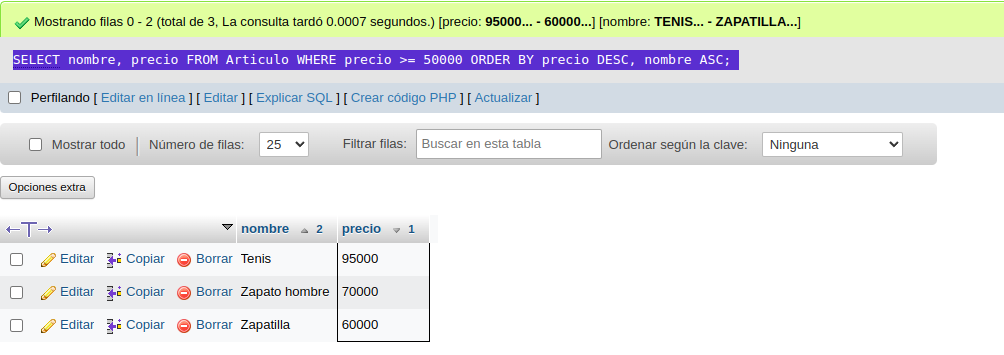 Mostrando filas 0 - 2 (total de 3, La consulta tardó 0.0007 segundos.) [precio: 95000... - 60000...] [nombre: TENIS... - ZAPATILLA...]
SELECT nombre, precio FROM Articulo WHERE precio >= 50000 ORDER BY precio DESC, nombre ASC;
Perfilando [ Editar en línea ] [ Editar ] [ Explicar SQL ] [ Crear código PHP ] [ Actualizar ]
Mostrar todo Número de filas: 25 Filtrar filas: Buscar en esta tabla Ordenar según la clave: Ninguna
Opciones extra
←T→ nombre 2 precio 1
Editar Copiar Borrar Tenis 95000
Editar Copiar Borrar Zapato hombre 70000
Editar Copiar Borrar Zapatilla 60000